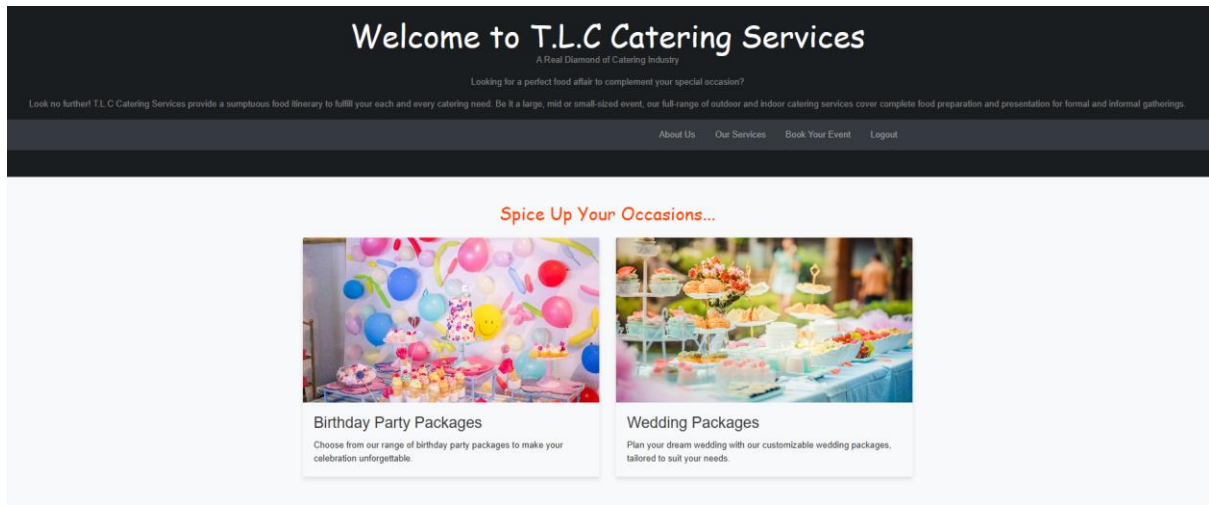 Welcome to T.L.C Catering Services
A Real Diamond of Catering Industry
Looking for a perfect food affair to complement your special occasion?
Look no further! T.L.C Catering Services provide a sumptuous food itinerary to fulfill your each and every catering need. Be it a large, mid or small-sized event, our full-range of outdoor and indoor catering services cover complete food preparation and presentation for formal and informal gatherings.
About Us Our Services Book Your Event Logout
Spice Up Your Occasions...
Birthday Party Packages
Choose from our range of birthday party packages to make your
celebration unforgettable.
Wedding Packages
Plan your dream wedding with our customizable wedding packages,
tailored to suit your needs.